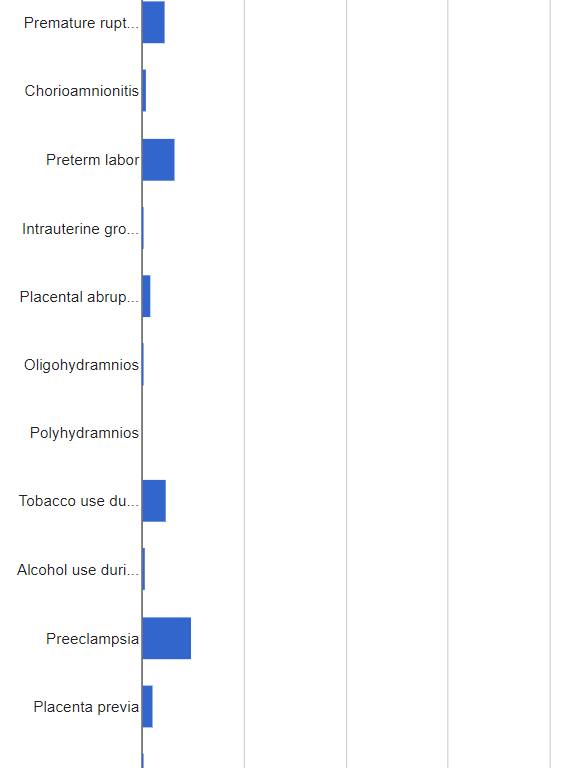 Premature rupt...
Chorioamnionitis
Preterm labor
Intrauterine gro...
Placental abrup...
Oligohydramnios
Polyhydramnios
Tobacco use du...
Alcohol use duri...
Preeclampsia
Placenta previa